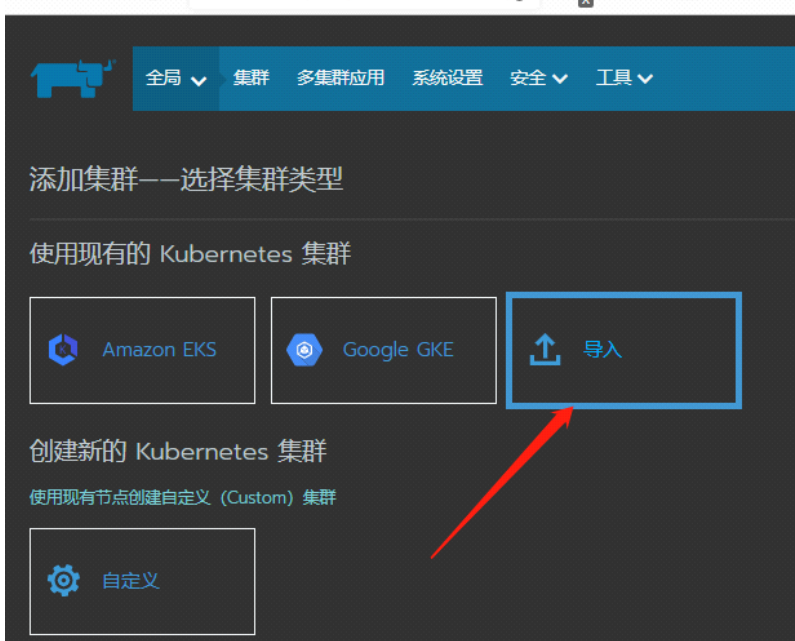 全局 集群 多集群应用 系统设置 安全 工具
添加集群——选择集群类型
使用现有的 Kubernetes 集群
Amazon EKS Google GKE 导入
创建新的 Kubernetes 集群
使用现有节点创建自定义（Custom）集群
自定义